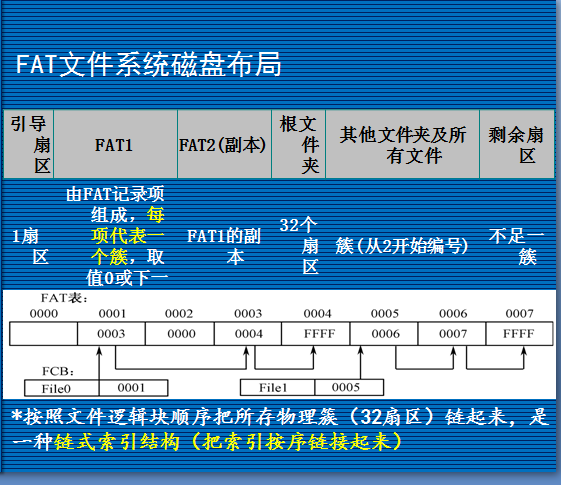 FAT文件系统磁盘布局
引导扇区 FAT1 FAT2(副本) 根文件夹 其他文件夹及所有文件 剩余扇区
1扇区 由FAT记录项组成，每项代表一个簇，取值0或下一 FAT1的副本 32个扇区 簇(从2开始编号) 不足一簇
FAT表:
0000 0001 0002 0003 0004 0005 0006 0007
0003 0000 0004 FFFF 0006 0007 FFFF
FCB:
File0 0001 File1 0005
*按照文件逻辑块顺序把所存物理簇（32扇区）链起来，是
一种链式索引结构（把索引按序链接起来）